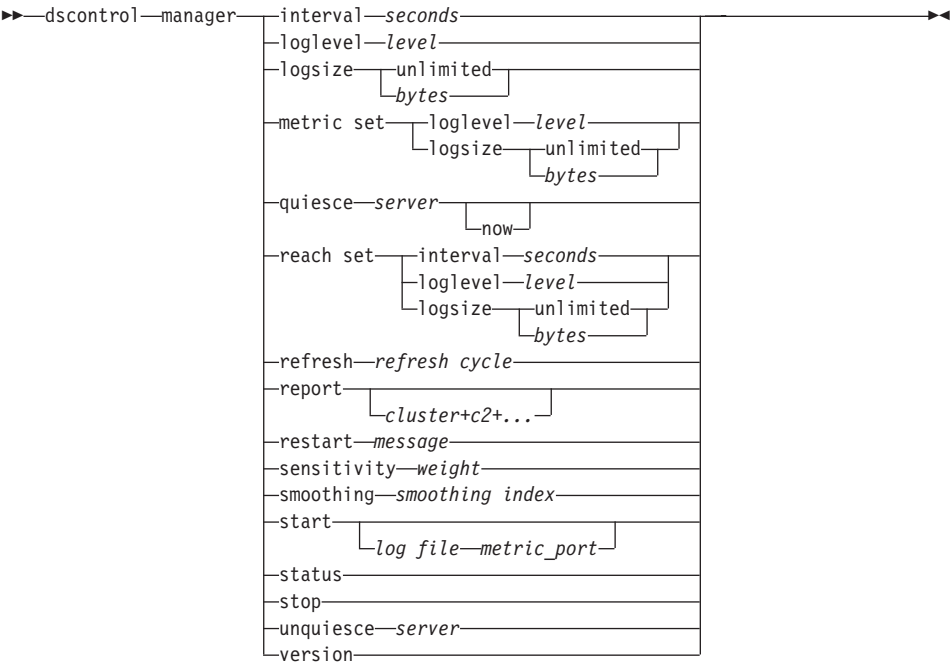 dscontrol manager interval seconds
loglevel level
logsize unlimited
bytes
metric set loglevel level
logsize unlimited
bytes
quiesce server
now
reach set interval seconds
loglevel level
logsize unlimited
bytes
refresh refresh cycle
report
cluster+c2+...
restart message
sensitivity weight
smoothing smoothing index
start
log file metric_port
status
stop
unquiesce server
version